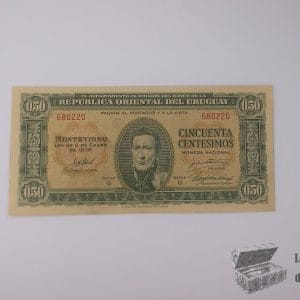 EL DEPARTAMENTO DE EMISION DEL BANCO DE LA
REPUBLICA ORIENTAL DEL URUGUAY
PAGARA AL PORTADOR Y A LA VISTA
680220
680220
0,50
0,50
MONTEVIDEO
LEY DE 2 DE ENERO
DE 1939
CINCUENTA
CENTESIMOS
MONEDA NACIONAL
SERIE
G
SERIE
G
0,50
0,50
L
d